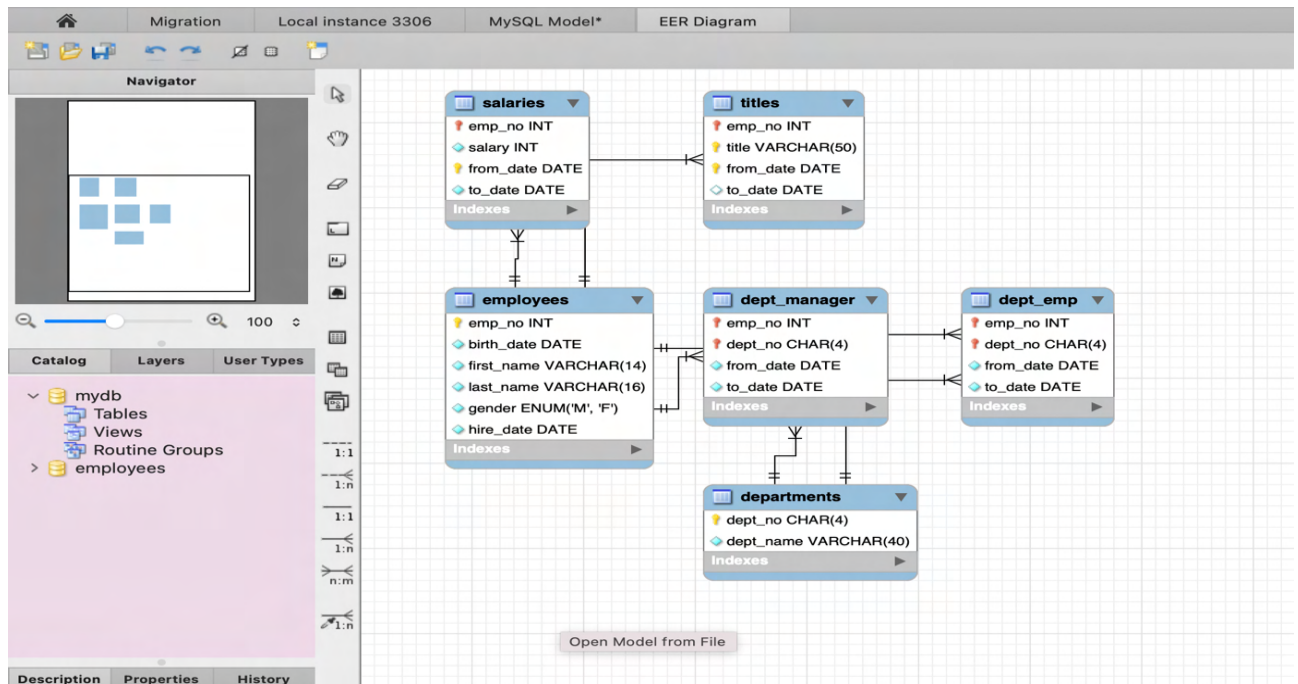 Migration Local instance 3306 MySQL Model* EER Diagram
Navigator
100
Catalog Layers User Types
mydb
Tables
Views
Routine Groups
employees
Description Properties History
1:1
1:n
1:1
1:n
n:m
1:n
salaries
emp_no INT
salary INT
from_date DATE
to_date DATE
Indexes
titles
emp_no INT
title VARCHAR(50)
from_date DATE
to_date DATE
Indexes
employees
emp_no INT
birth_date DATE
first_name VARCHAR(14)
last_name VARCHAR(16)
gender ENUM('M', 'F')
hire_date DATE
Indexes
dept_manager
emp_no INT
dept_no CHAR(4)
from_date DATE
to_date DATE
Indexes
dept_emp
emp_no INT
dept_no CHAR(4)
from_date DATE
to_date DATE
Indexes
departments
dept_no CHAR(4)
dept_name VARCHAR(40)
Indexes
Open Model from File